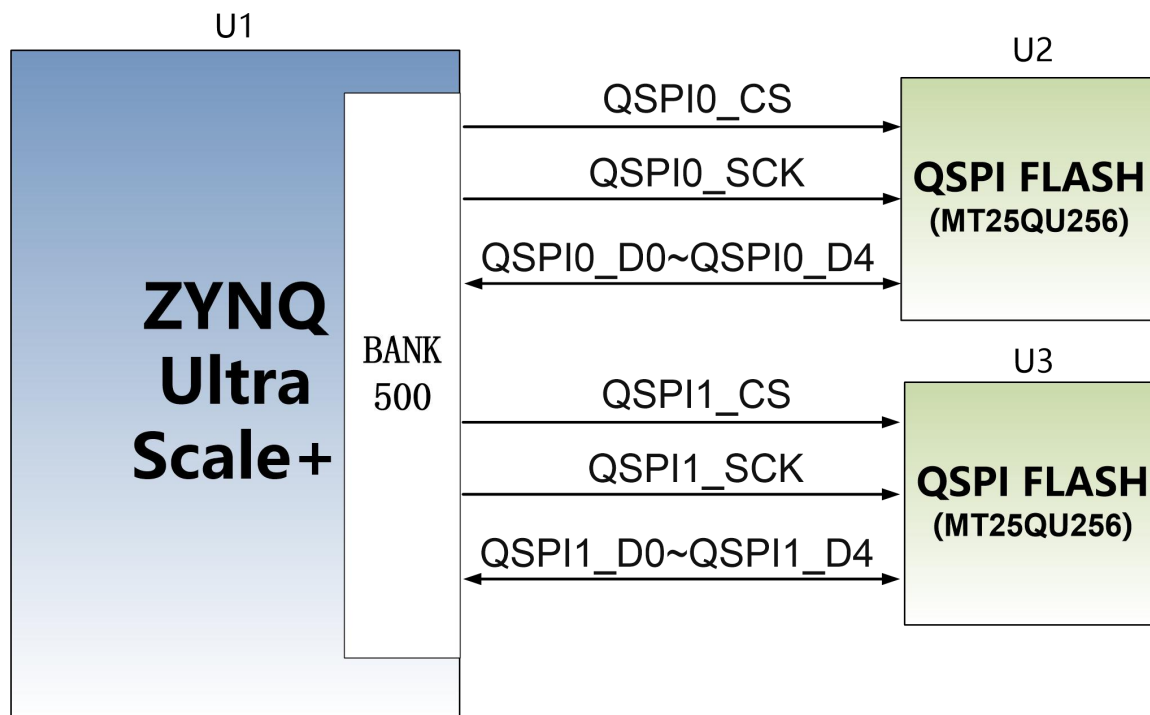 U1
ZYNQ
Ultra
Scale+
BANK
500
QSPI0_CS
QSPI0_SCK
QSPI0_D0~QSPI0_D4
QSPI1_CS
QSPI1_SCK
QSPI1_D0~QSPI1_D4
U2
QSPI FLASH
(MT25QU256)
U3
QSPI FLASH
(MT25QU256)